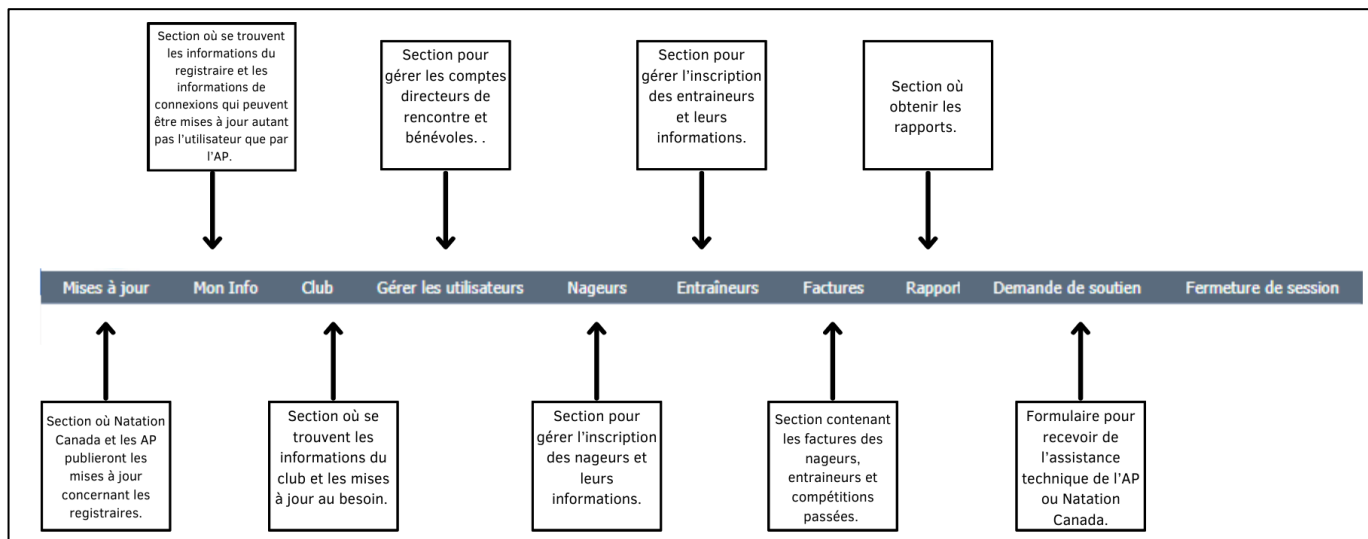 Section où se trouvent
les informations du
registraire et les
informations de
connexions qui peuvent
être mises à jour autant
pas l'utilisateur que par
l'AP.
Section pour
gérer les comptes
directeurs de
rencontre et
bénévoles. .
Section pour
gérer l'inscription
des entraineurs
et leurs
informations.
Section où
obtenir les
rapports.
Mises à jour Mon Info Club Gérer les utilisateurs Nageurs Entraîneurs Factures Rapport Demande de soutien Fermeture de session
Section où Natation
Canada et les AP
publieront les
mises à jour
concernant les
registraires.
Section où se
trouvent les
informations du
club et les mises
à jour au besoin.
Section pour
gérer l'inscription
des nageurs et
leurs
informations.
Section contenant
les factures des
nageurs,
entraineurs et
compétitions
passées.
Formulaire pour
recevoir de
l'assistance
technique de l'AP
ou Natation
Canada.